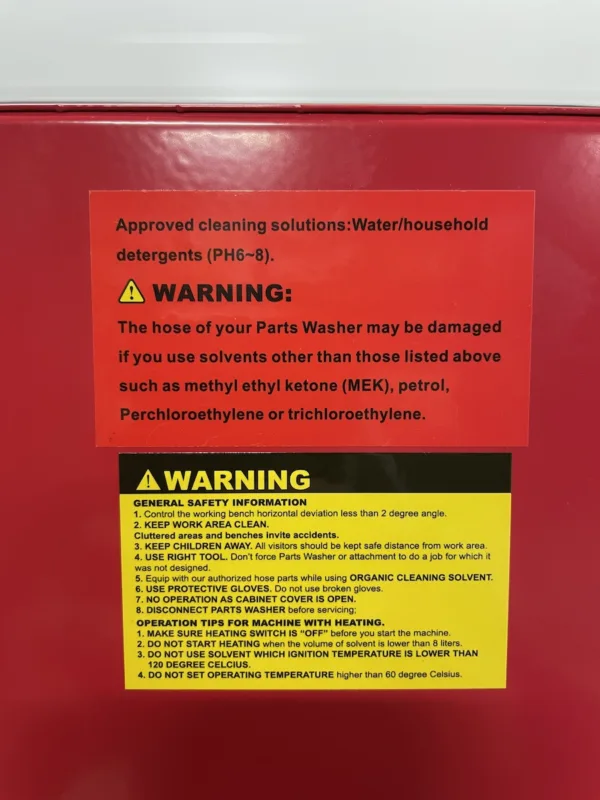 Approved cleaning solutions:Water/household
detergents (PH6~8).
WARNING:
The hose of your Parts Washer may be damaged
if you use solvents other than those listed above
such as methyl ethyl ketone (MEK), petrol,
Perchloroethylene or trichloroethylene.
WARNING
GENERAL SAFETY INFORMATION
1. Control the working bench horizontal deviation less than 2 degree angle.
2. KEEP WORK AREA CLEAN.
Cluttered areas and benches invite accidents.
3. KEEP CHILDREN AWAY. All visitors should be kept safe distance from work area.
4. USE RIGHT TOOL. Don't force Parts Washer or attachment to do a job for which it
was not designed.
5. Equip with our authorized hose parts while using ORGANIC CLEANING SOLVENT.
6. USE PROTECTIVE GLOVES. Do not use broken gloves.
7. NO OPERATION AS CABINET COVER IS OPEN.
8. DISCONNECT PARTS WASHER before servicing;
OPERATION TIPS FOR MACHINE WITH HEATING.
1. MAKE SURE HEATING SWITCH IS "OFF" before you start the machine.
2. DO NOT START HEATING when the volume of solvent is lower than 8 liters.
3. DO NOT USE SOLVENT WHICH IGNITION TEMPERATURE IS LOWER THAN
120 DEGREE CELCIUS.
4. DO NOT SET OPERATING TEMPERATURE higher than 60 degree Celsius.